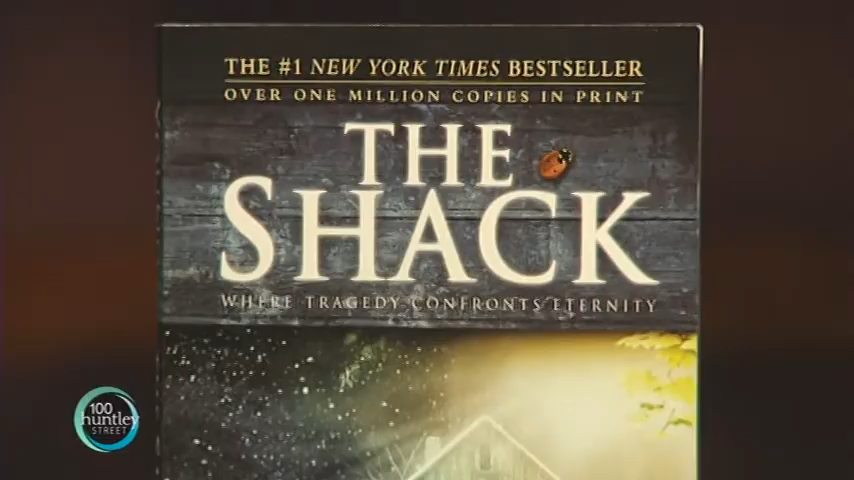 THE #1 NEW YORK TIMES BESTSELLER
OVER ONE MILLION COPIES IN PRINT
THE
SHACK
WHERE TRAGEDY CONFRONTS ETERNITY
100
huntley
STREET